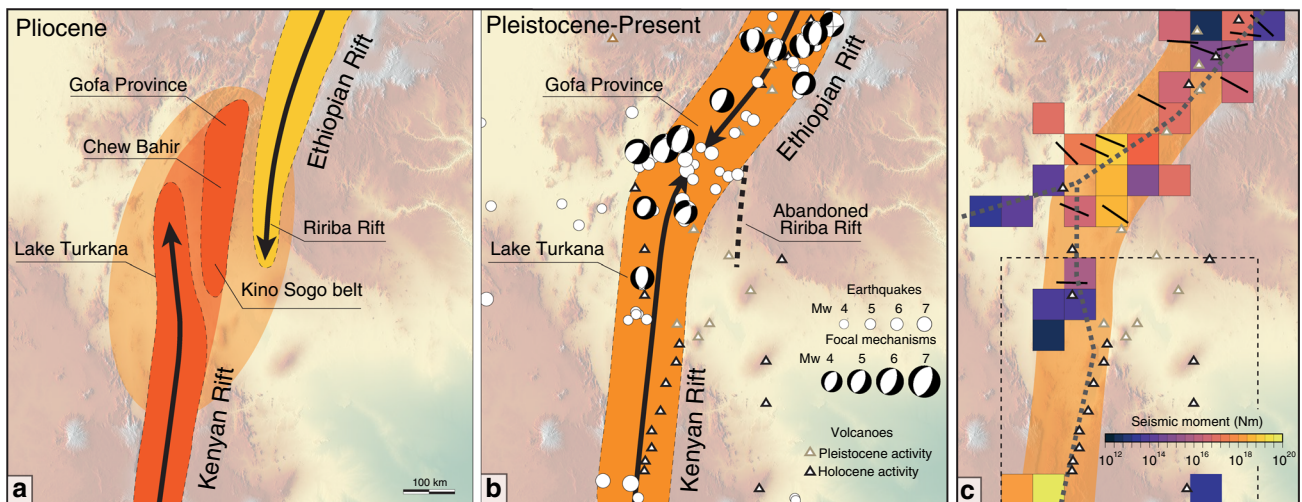 Pliocene
Gofa Province
Chew Bahir
Lake Turkana
Ethiopian Rift
Ririba Rift
Kino Sogo belt
Kenyan Rift
100 km
a
Pleistocene-Present
Gofa Province
Ethiopian Rift
Abandoned
Ririba Rift
Lake Turkana
Kenyan Rift
Earthquakes
Mw 4 5 6 7
Focal mechanisms
Mw 4 5 6 7
Volcanoes
Pleistocene activity
Holocene activity
b
Seismic moment (Nm)
10¹² 10¹⁴ 10¹⁶ 10¹⁸ 10²⁰
c